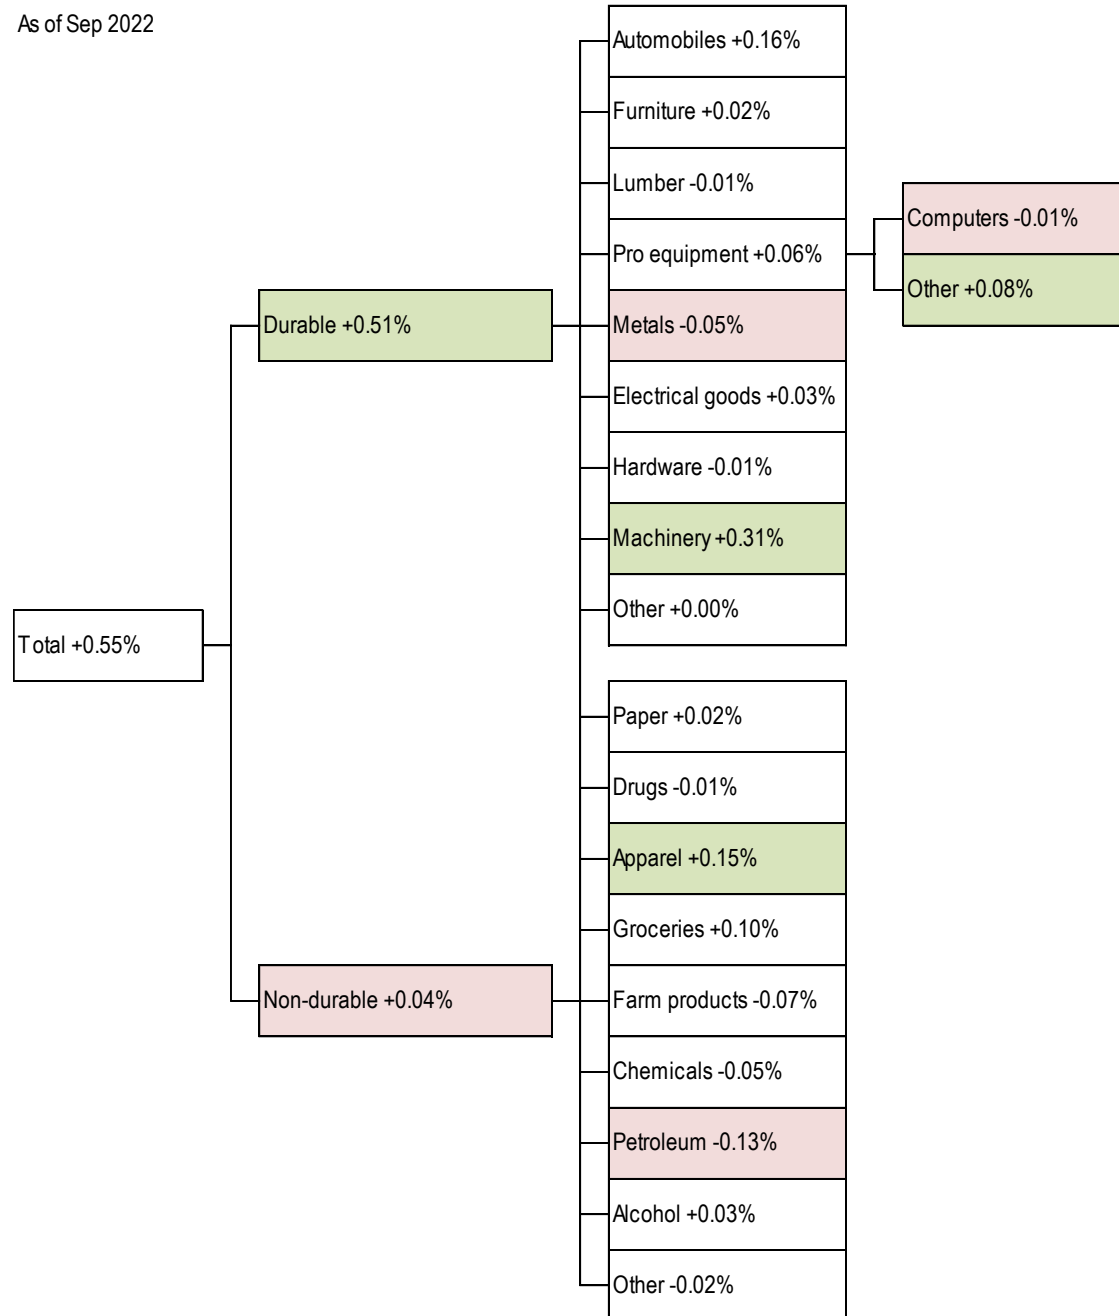 As of Sep 2022
Automobiles +0.16%
Furniture +0.02%
Lumber -0.01%
Pro equipment +0.06%
Computers -0.01%
Other +0.08%
Durable +0.51%
Metals -0.05%
Electrical goods +0.03%
Hardware -0.01%
Machinery +0.31%
Other +0.00%
Total +0.55%
Paper +0.02%
Drugs -0.01%
Apparel +0.15%
Groceries +0.10%
Non-durable +0.04%
Farm products -0.07%
Chemicals -0.05%
Petroleum -0.13%
Alcohol +0.03%
Other -0.02%